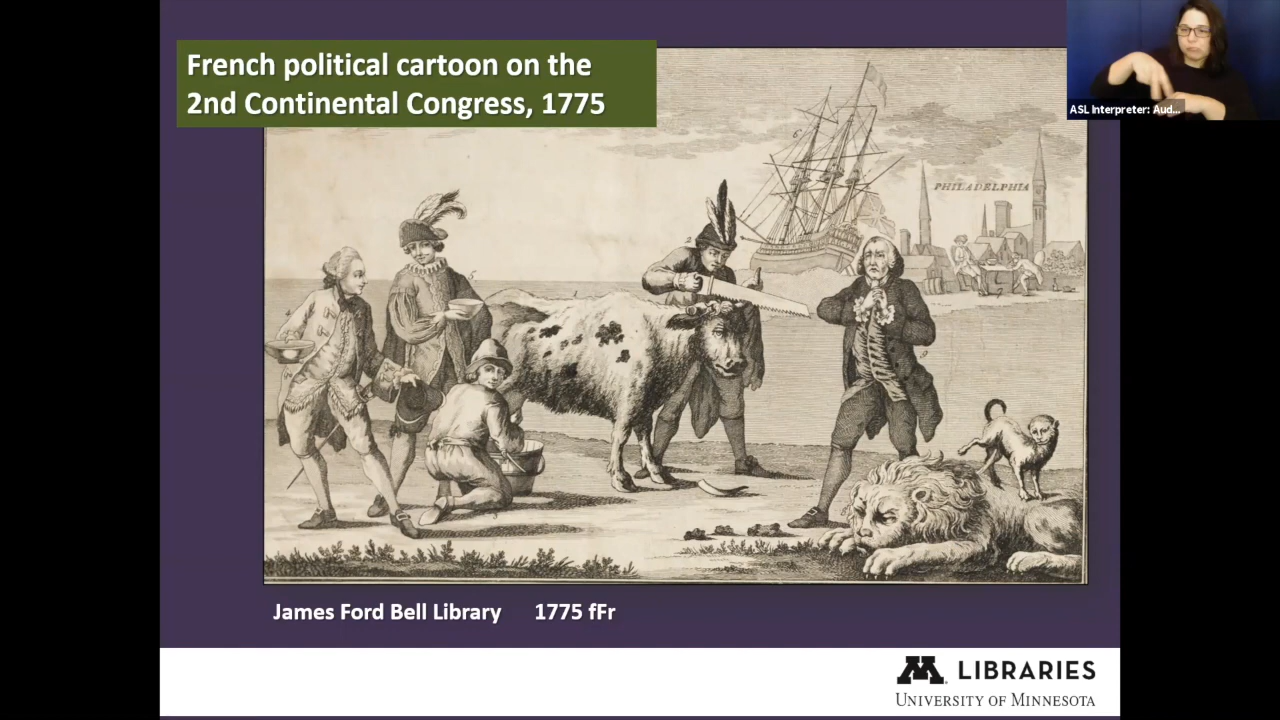 French political cartoon on the
2nd Continental Congress, 1775
ASL Interpreter: Aud...
PHILADELPHIA
James Ford Bell Library 1775 fFr
M LIBRARIES
UNIVERSITY OF MINNESOTA